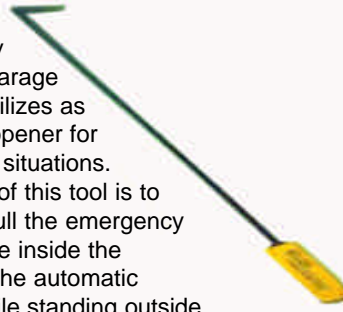 arage
ilizes as
opener for
situations.
of this tool is to
ull the emergency
e inside the
he automatic
le standing outside